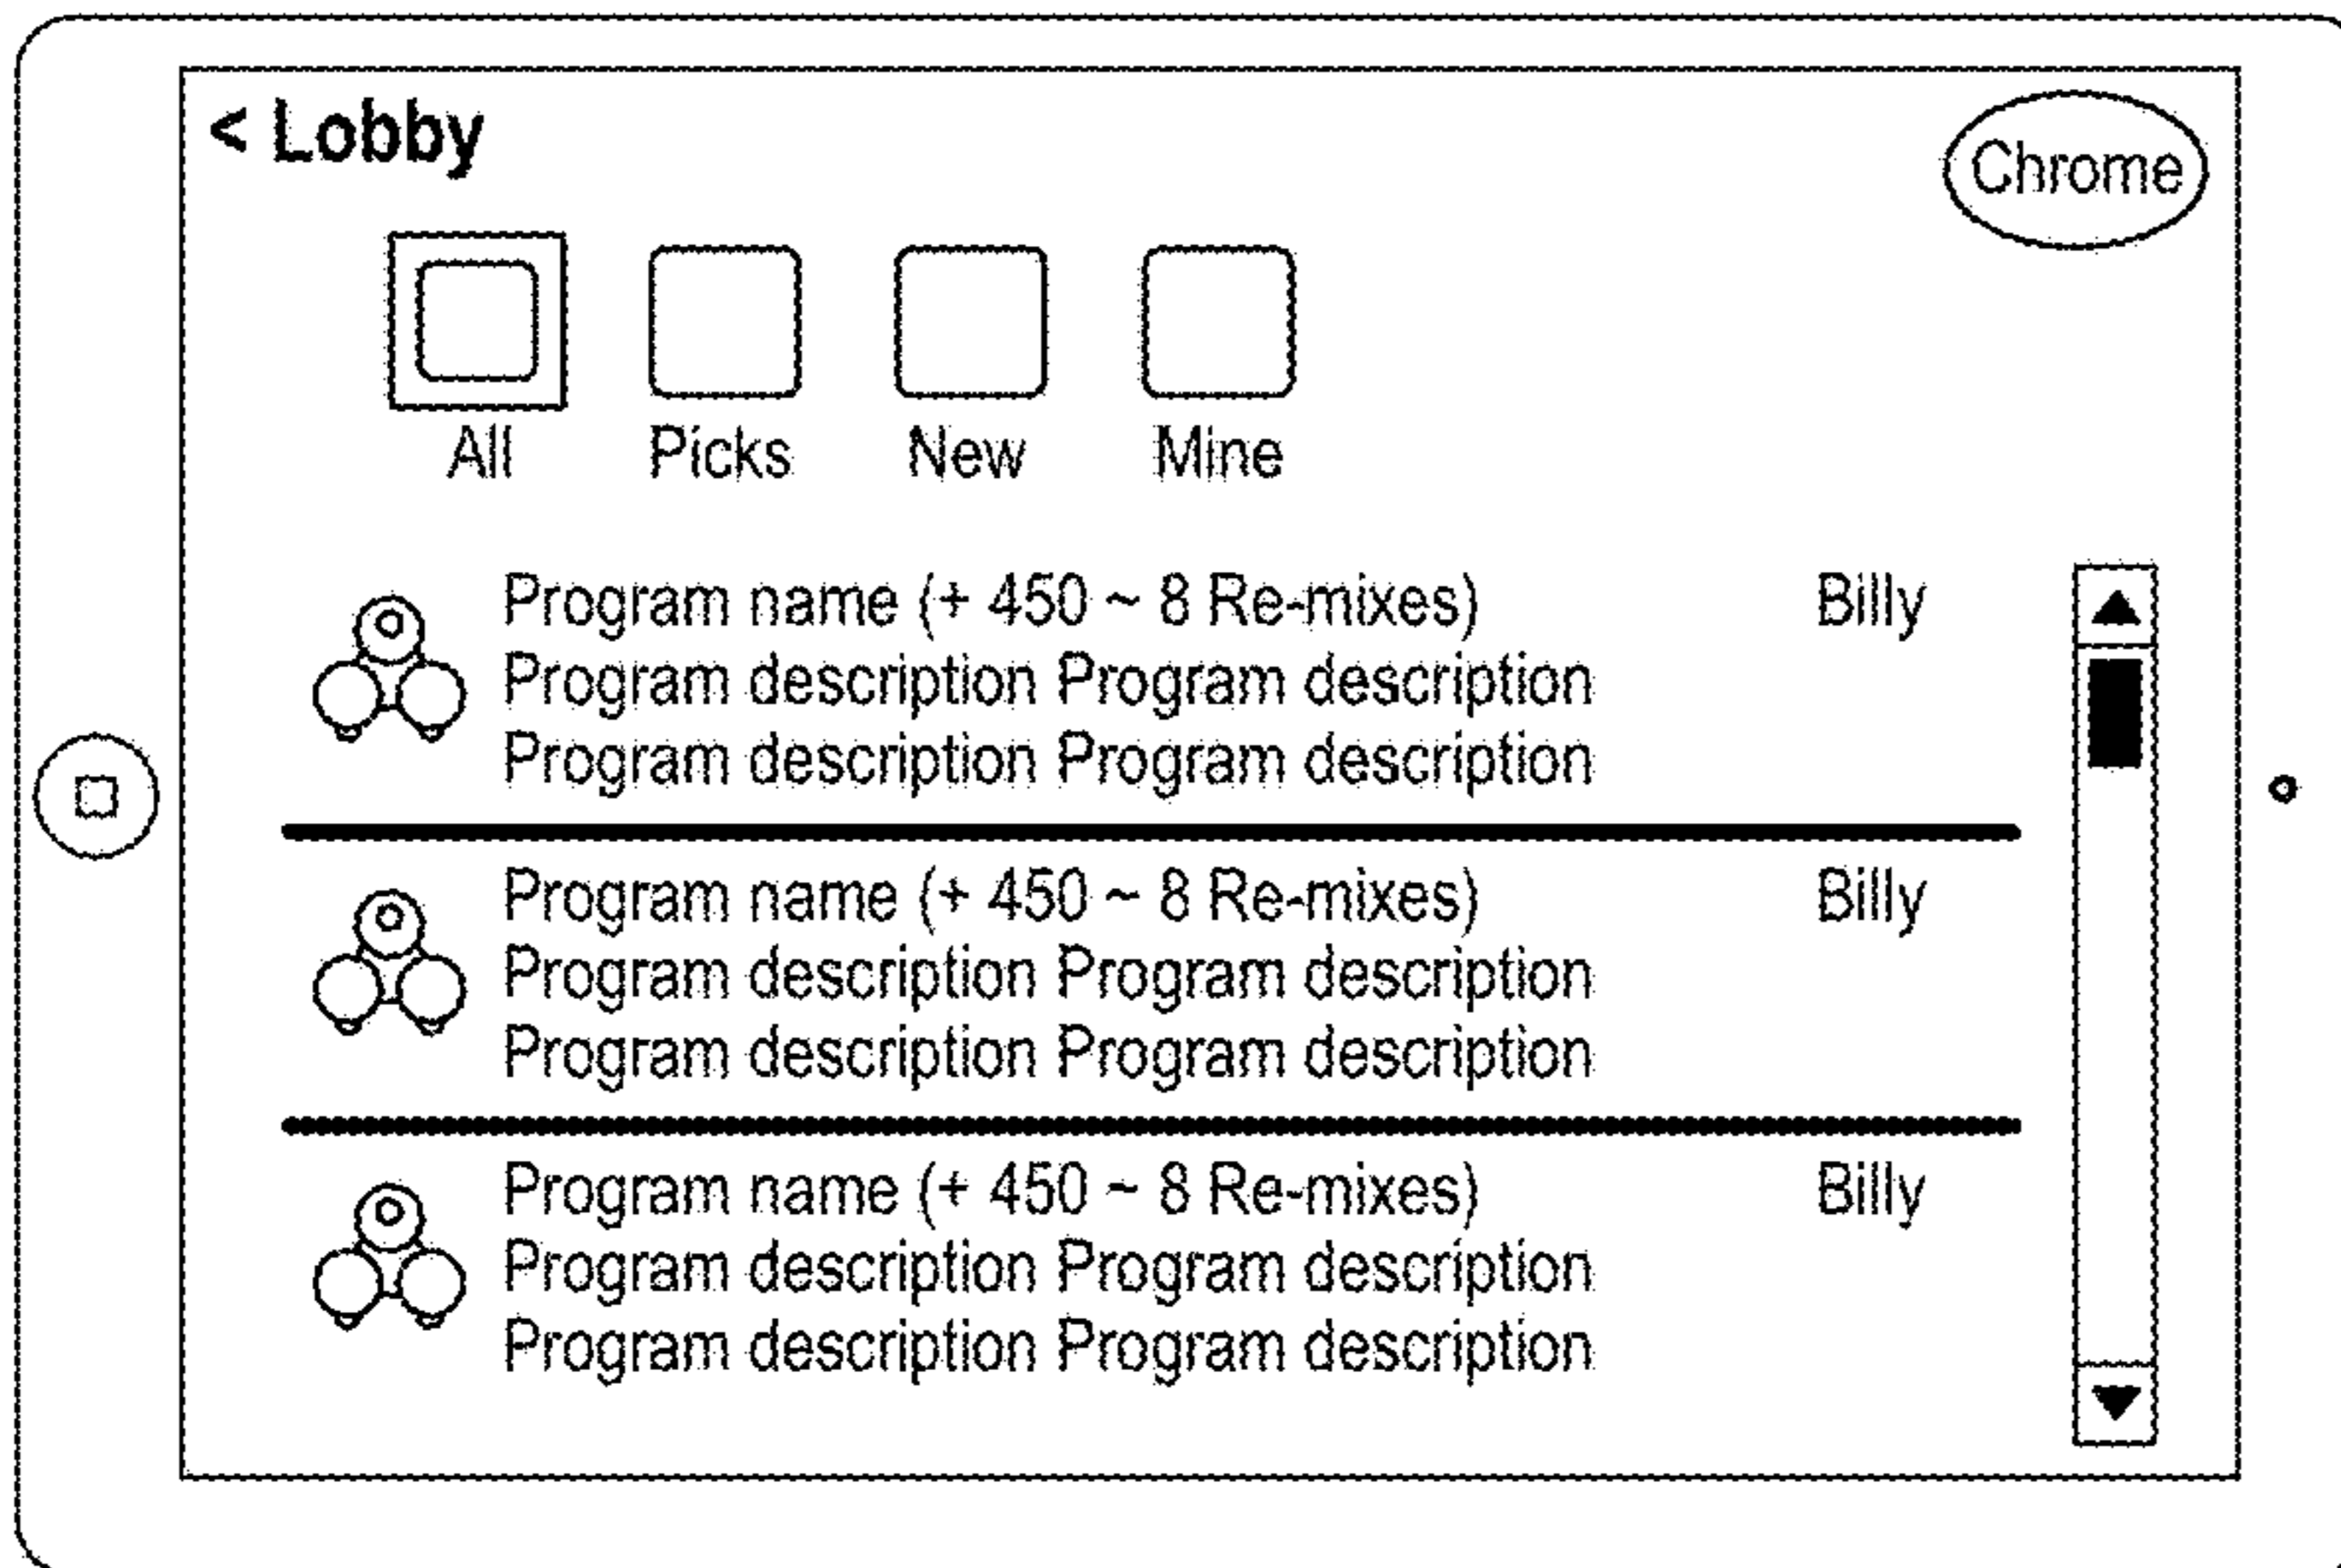 < Lobby
Chrome
All Picks New Mine
Program name (+ 450 ~ 8 Re-mixes) Billy
Program description Program description
Program description Program description
Program name (+ 450 ~ 8 Re-mixes) Billy
Program description Program description
Program description Program description
Program name (+ 450 ~ 8 Re-mixes) Billy
Program description Program description
Program description Program description